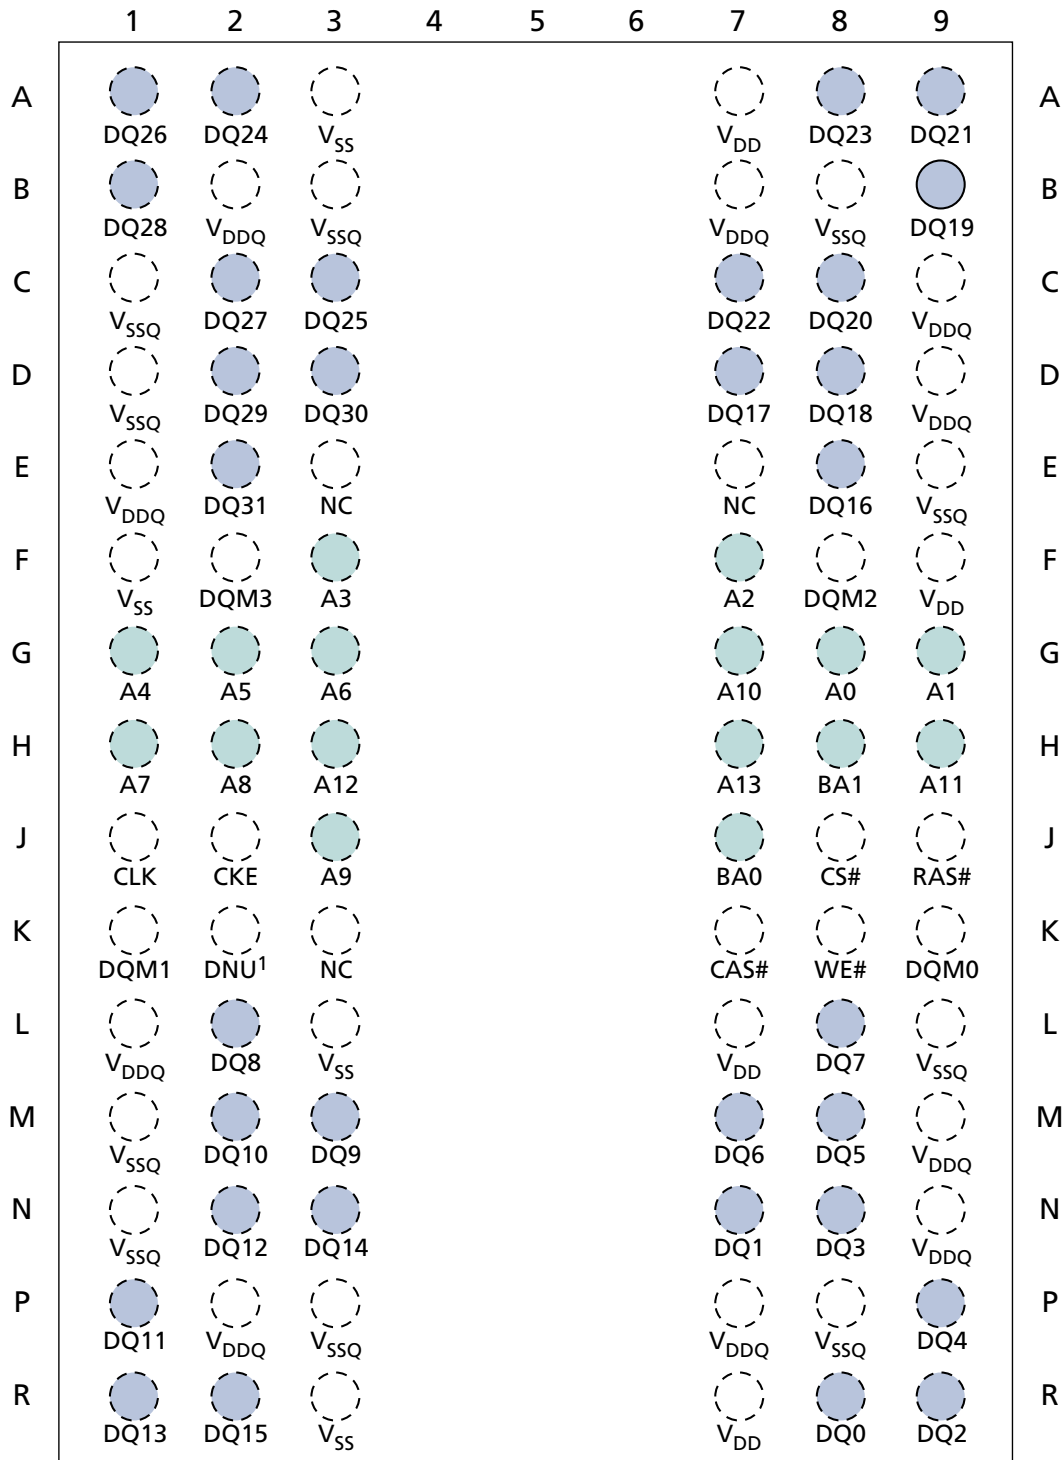 1 2 3 4 5 6 7 8 9
A A
DQ26 DQ24 VSS VDD DQ23 DQ21
B B
DQ28 VDDQ VSSQ VDDQ VSSQ DQ19
C C
VSSQ DQ27 DQ25 DQ22 DQ20 VDDQ
D D
VSSQ DQ29 DQ30 DQ17 DQ18 VDDQ
E E
VDDQ DQ31 NC NC DQ16 VSSQ
F F
VSS DQM3 A3 A2 DQM2 VDD
G G
A4 A5 A6 A10 A0 A1
H H
A7 A8 A12 A13 BA1 A11
J J
CLK CKE A9 BA0 CS# RAS#
K K
DQM1 DNU1 NC CAS# WE# DQM0
L L
VDDQ DQ8 VSS VDD DQ7 VSSQ
M M
VSSQ DQ10 DQ9 DQ6 DQ5 VDDQ
N N
VSSQ DQ12 DQ14 DQ1 DQ3 VDDQ
P P
DQ11 VDDQ VSSQ VDDQ VSSQ DQ4
R R
DQ13 DQ15 VSS VDD DQ0 DQ2